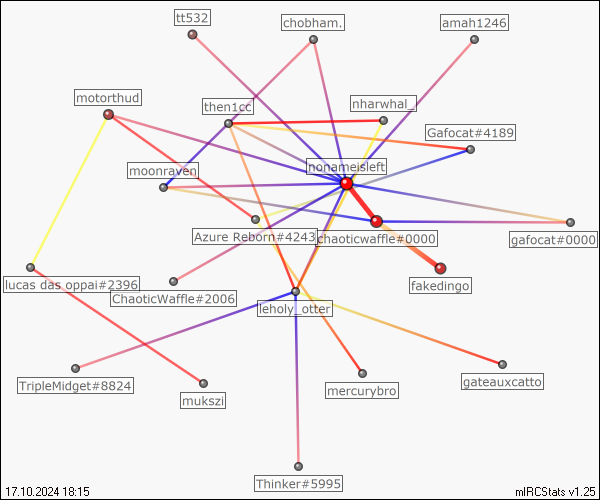 tt532
chobham.
amah1246
motorthud
then1cc
nharwhal_
Gafocat#4189
moonraven
nonameisleft
Azure Reborn#4243
chaoticwaffle#0000
gafocat#0000
lucas das oppai#2396
ChaoticWaffle#2006
fakedingo
leholy_otter
TripleMidget#8824
mukszi
mercurybro
gateauxcatto
Thinker#5995
17.10.2024 18:15
mIRCStats v1.25